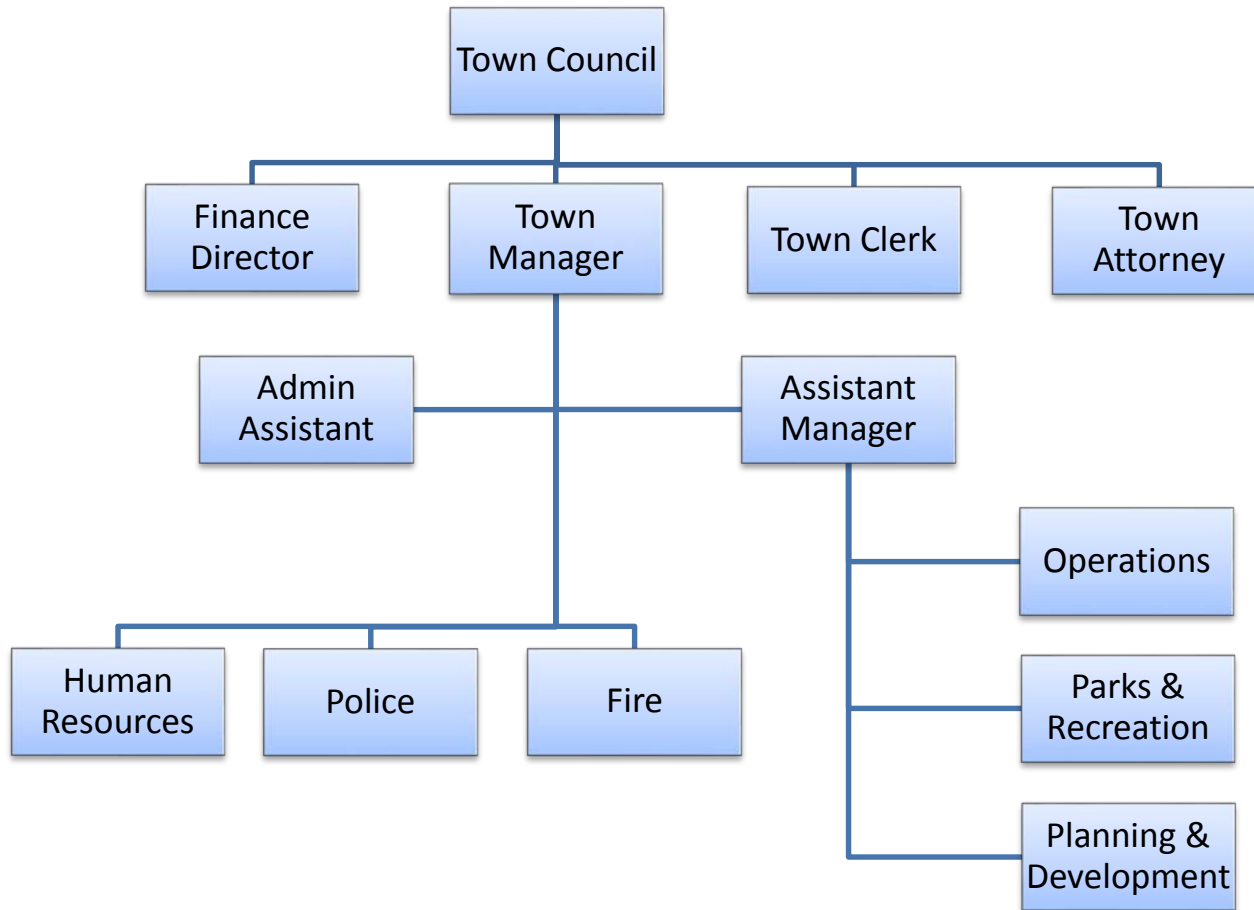 Town Council
Finance
Director
Town
Manager
Town Clerk
Town
Attorney
Admin
Assistant
Assistant
Manager
Operations
Human
Resources
Police
Fire
Parks &
Recreation
Planning &
Development